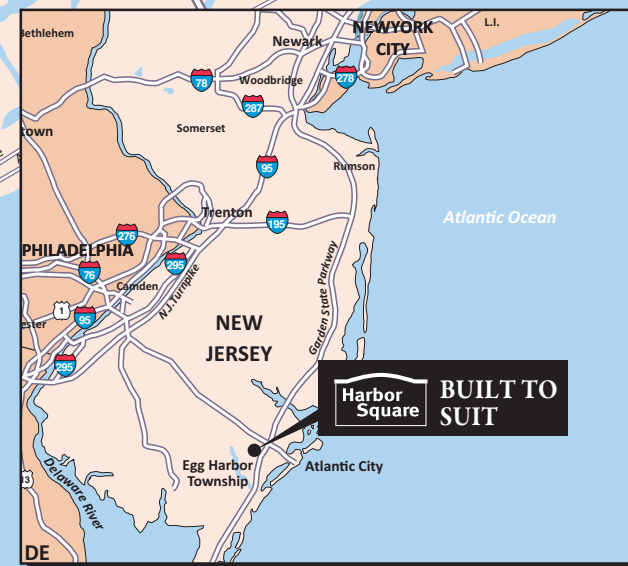 Bethlehem
NEWYORK
CITY
L.I.
Newark
78
Woodbridge
278
287
Somerset
town
95
Rumson
Trenton
195
Atlantic Ocean
276
PHILADELPHIA
76
295
Camden
N J.Turnpike
Garden State Parkway
1
95
ester
NEW
JERSEY
295
Harbor
Square
BUILT TO
SUIT
Egg Harbor
Township
Atlantic City
13
Delaware River
DE